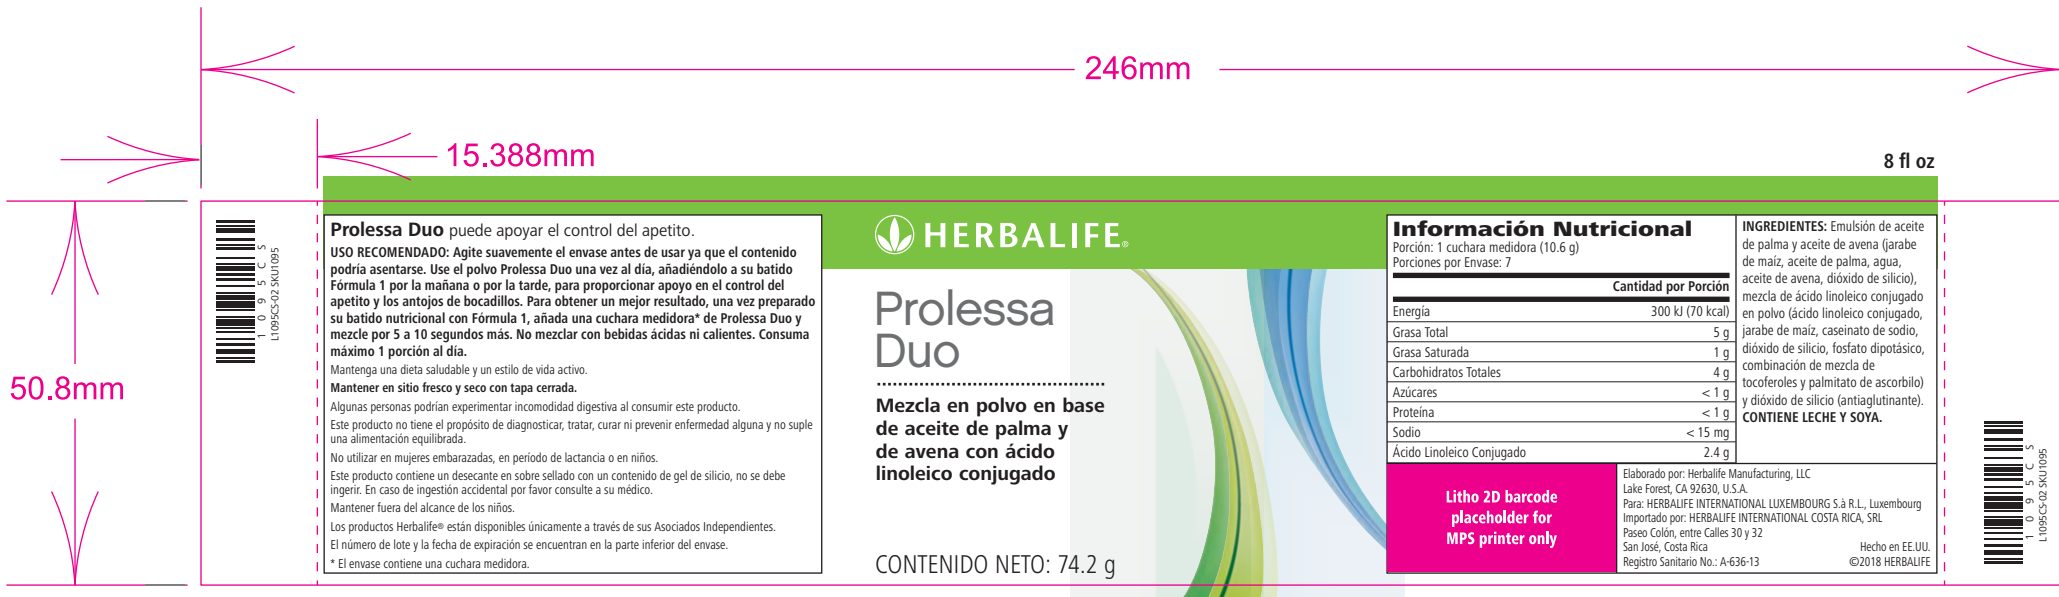 246mm
15.388mm
8 fl oz
50.8mm
1095CS
L1095CS-02 SKU1095
Prolessa Duo puede apoyar el control del apetito.
USO RECOMENDADO: Agite suavemente el envase antes de usar ya que el contenido
podría asentarse. Use el polvo Prolessa Duo una vez al día, añadiéndolo a su batido
Fórmula 1 por la mañana o por la tarde, para proporcionar apoyo en el control del
apetito y los antojos de bocadillos. Para obtener un mejor resultado, una vez preparado
su batido nutricional con Fórmula 1, añada una cuchara medidora* de Prolessa Duo y
mezcle por 5 a 10 segundos más. No mezclar con bebidas ácidas ni calientes. Consuma
máximo 1 porción al día.
Mantenga una dieta saludable y un estilo de vida activo.
Mantener en sitio fresco y seco con tapa cerrada.
Algunas personas podrían experimentar incomodidad digestiva al consumir este producto.
Este producto no tiene el propósito de diagnosticar, tratar, curar ni prevenir enfermedad alguna y no suple
una alimentación equilibrada.
No utilizar en mujeres embarazadas, en período de lactancia o en niños.
Este producto contiene un desecante en sobre sellado con un contenido de gel de silicio, no se debe
ingerir. En caso de ingestión accidental por favor consulte a su médico.
Mantener fuera del alcance de los niños.
Los productos Herbalife® están disponibles únicamente a través de sus Asociados Independientes.
El número de lote y la fecha de expiración se encuentran en la parte inferior del envase.
* El envase contiene una cuchara medidora.
HERBALIFE®
Prolessa
Duo
Mezcla en polvo en base
de aceite de palma y
de avena con ácido
linoleico conjugado
CONTENIDO NETO: 74.2 g
Información Nutricional
Porción: 1 cuchara medidora (10.6 g)
Porciones por Envase: 7
Cantidad por Porción
Energía 300 kJ (70 kcal)
Grasa Total 5 g
Grasa Saturada 1 g
Carbohidratos Totales 4 g
Azúcares < 1 g
Proteína < 1 g
Sodio < 15 mg
Ácido Linoleico Conjugado 2.4 g
INGREDIENTES: Emulsión de aceite
de palma y aceite de avena (jarabe
de maíz, aceite de palma, agua,
aceite de avena, dióxido de silicio),
mezcla de ácido linoleico conjugado
en polvo (ácido linoleico conjugado,
jarabe de maíz, caseinato de sodio,
dióxido de silicio, fosfato dipotásico,
combinación de mezcla de
tocoferoles y palmitato de ascorbilo)
y dióxido de silicio (antiaglutinante).
CONTIENE LECHE Y SOYA.
Litho 2D barcode
placeholder for
MPS printer only
Elaborado por: Herbalife Manufacturing, LLC
Lake Forest, CA 92630, U.S.A.
Para: HERBALIFE INTERNATIONAL LUXEMBOURG S.à R.L., Luxembourg
Importado por: HERBALIFE INTERNATIONAL COSTA RICA, SRL
Paseo Colón, entre Calles 30 y 32
San José, Costa Rica Hecho en EE.UU.
Registro Sanitario No.: A-636-13 ©2018 HERBALIFE
1095CS
L1095CS-02 SKU1095